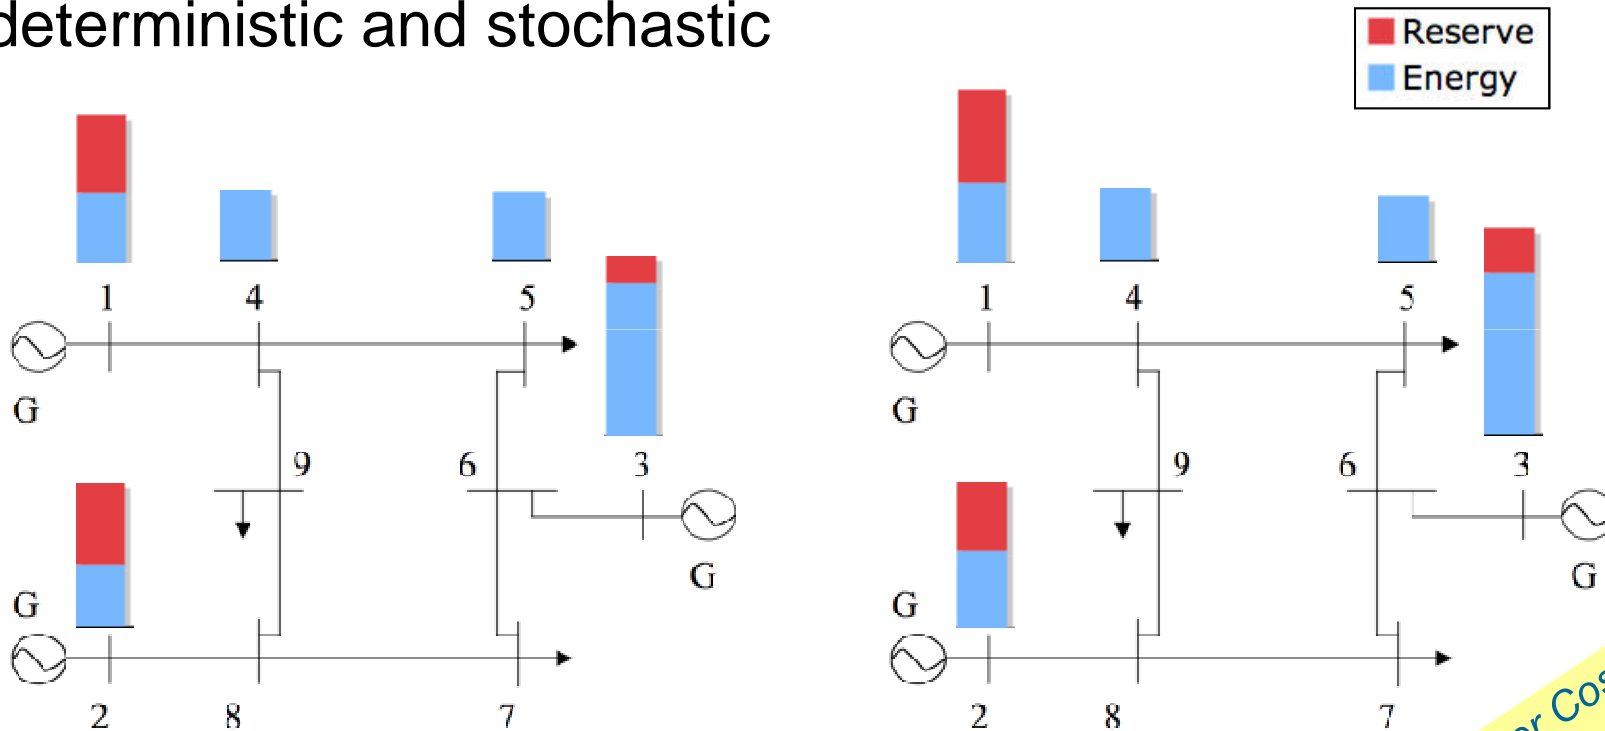 deterministic and stochastic
Reserve
Energy
1 4 5
G
9 6 3
G
G
2 8 7
1 4 5
G
9 6 3
G
G
2 8 7